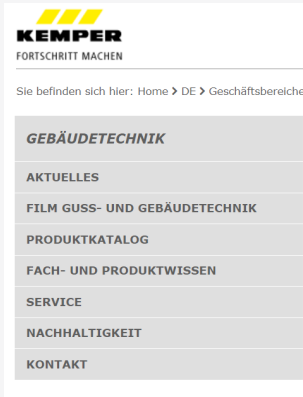 KEMPER
FORTSCHRITT MACHEN
Sie befinden sich hier: Home > DE > Geschäftsbereiche
GEBÄUDETECHNIK
AKTUELLES
FILM GUSS- UND GEBÄUDETECHNIK
PRODUKTKATALOG
FACH- UND PRODUKTWISSEN
SERVICE
NACHHALTIGKEIT
KONTAKT